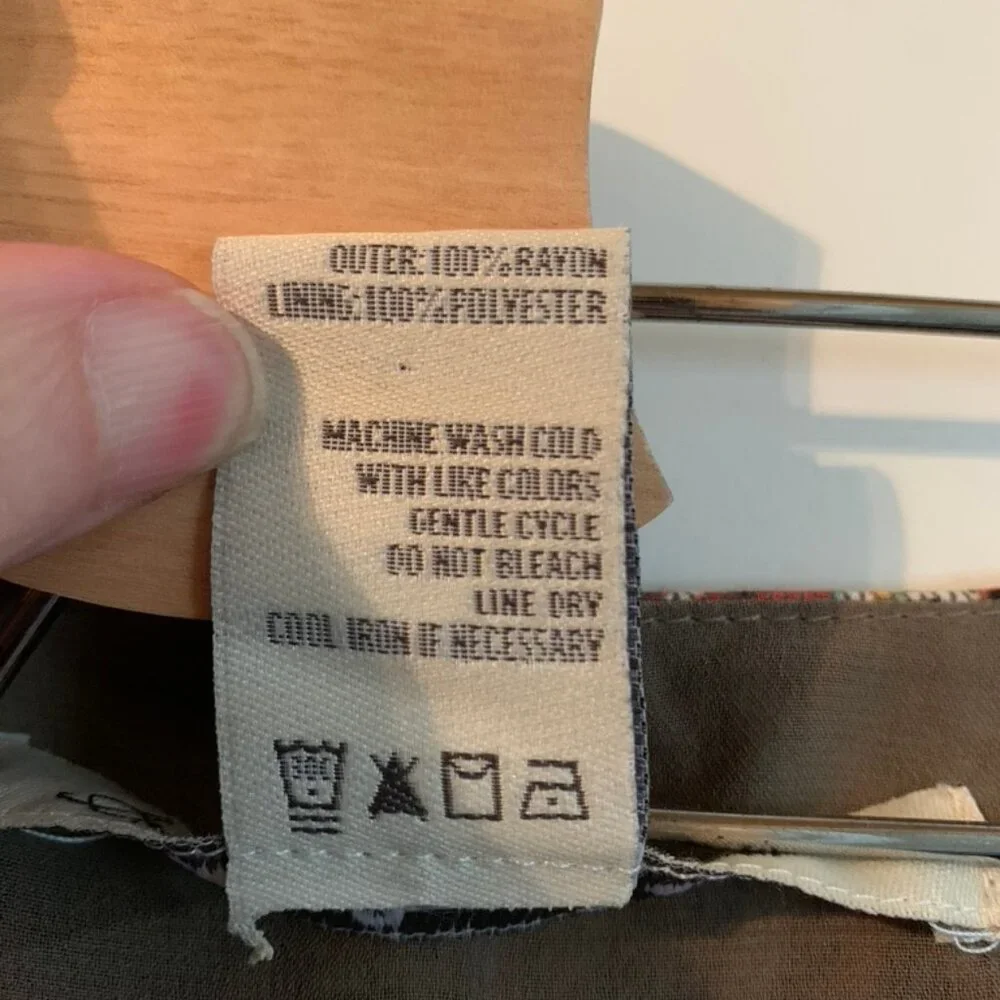 OUTER: 100% RAYON
LINING: 100% POLYESTER
MACHINE WASH COLD
WITH LIKE COLORS
GENTLE CYCLE
DO NOT BLEACH
LINE DRY
COOL IRON IF NECESSARY